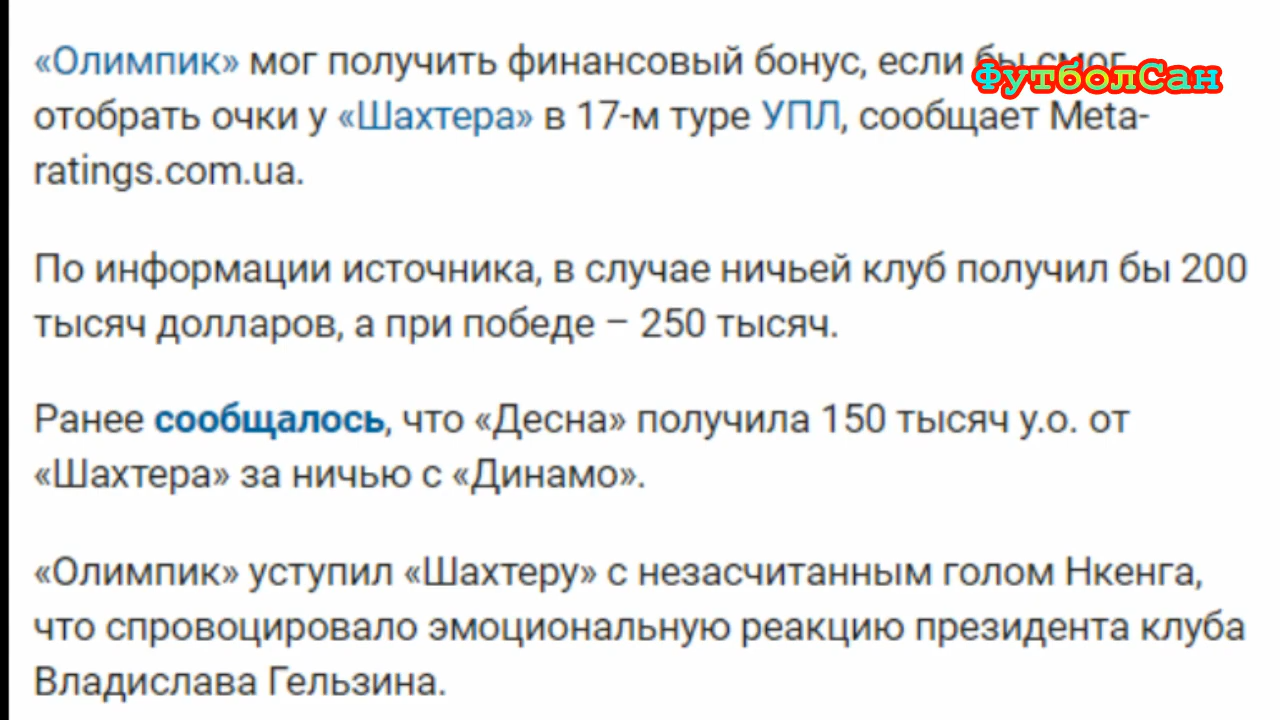 «Олимпик» мог получить финансовый бонус, если бы смог
ФутболСан
отобрать очки у «Шахтера» в 17-м туре УПЛ, сообщает Meta-
ratings.com.ua.
По информации источника, в случае ничьей клуб получил бы 200
тысяч долларов, а при победе – 250 тысяч.
Ранее сообщалось, что «Десна» получила 150 тысяч у.о. от
«Шахтера» за ничью с «Динамо».
«Олимпик» уступил «Шахтеру» с незасчитанным голом Нкенга,
что спровоцировало эмоциональную реакцию президента клуба
Владислава Гельзина.